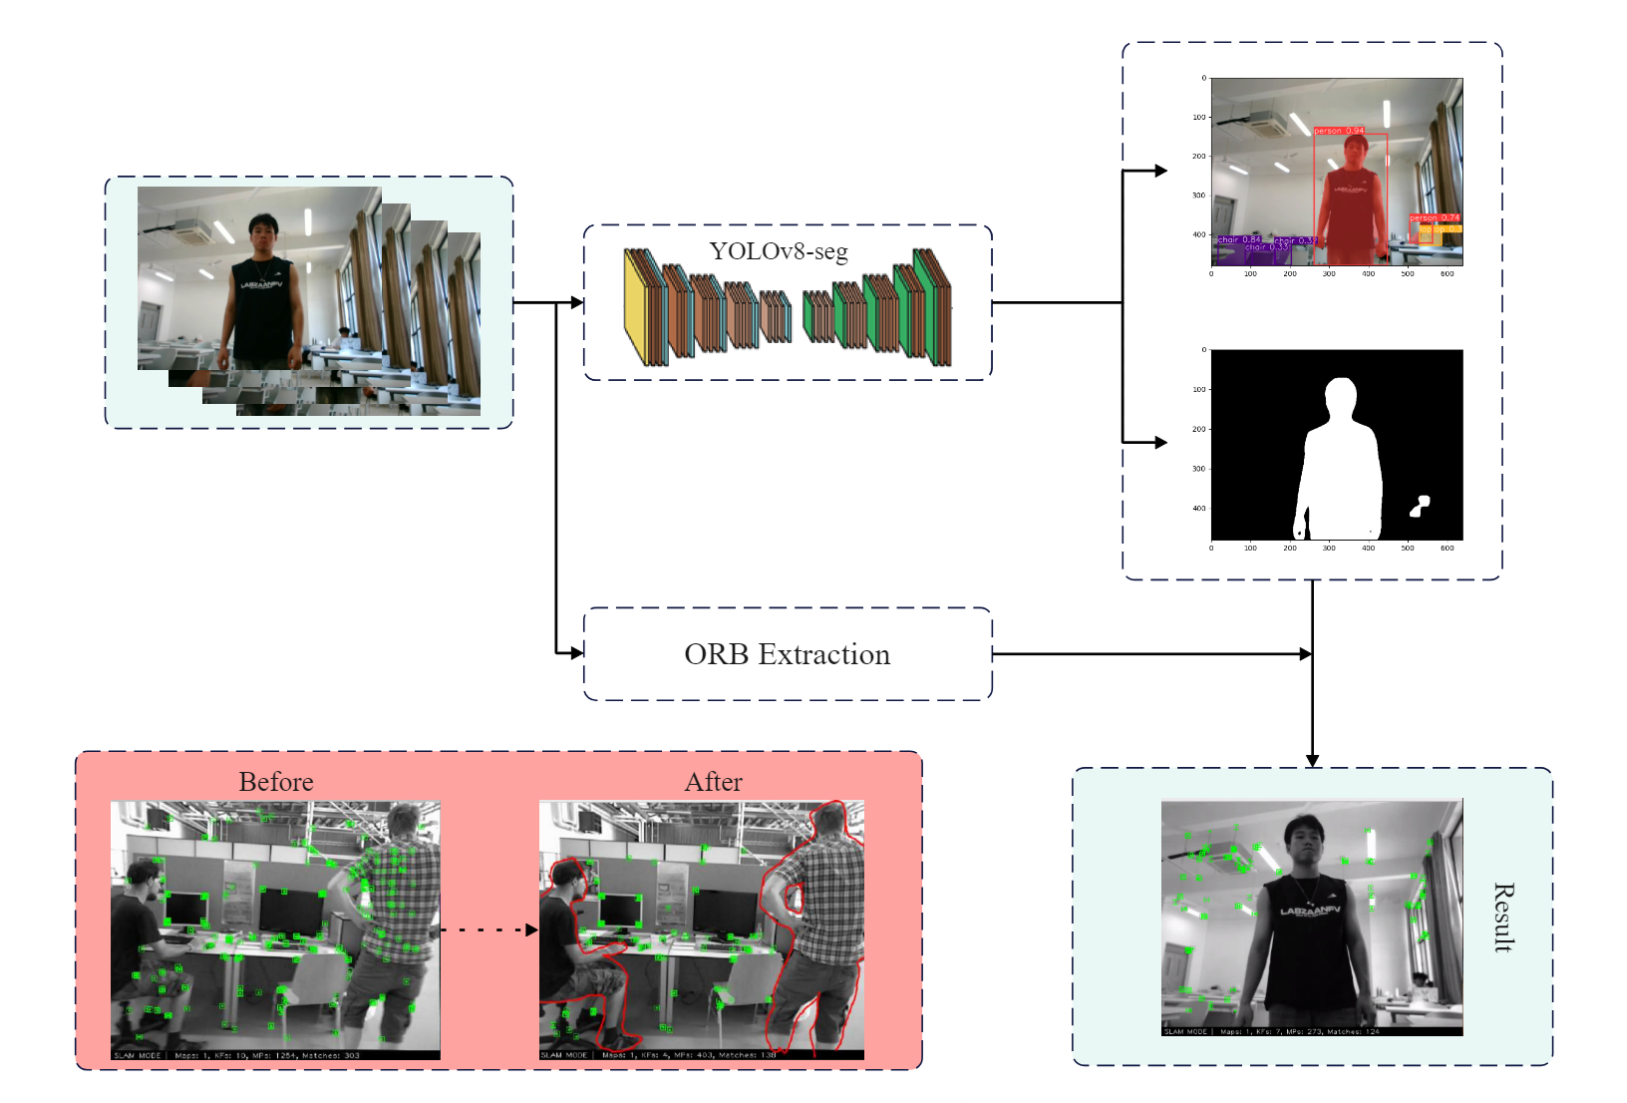 YOLOv8-seg
0
100
200
300
400
0
100
200
300
400
500
600
person 0.94
person 0.74
chair 0.84
chair 0.33
LABZAANPV
0
100
200
300
400
0
100
200
300
400
500
600
ORB Extraction
Before
After
SLAM MODE | Maps: 1, KFs: 10, MPs: 1254, Matches: 303
SLAM MODE | Maps: 1, KFs: 4, MPs: 403, Matches: 138
Result
LABZAANPV
SLAM MODE | Maps: 1, KFs: 7, MPs: 273, Matches: 124